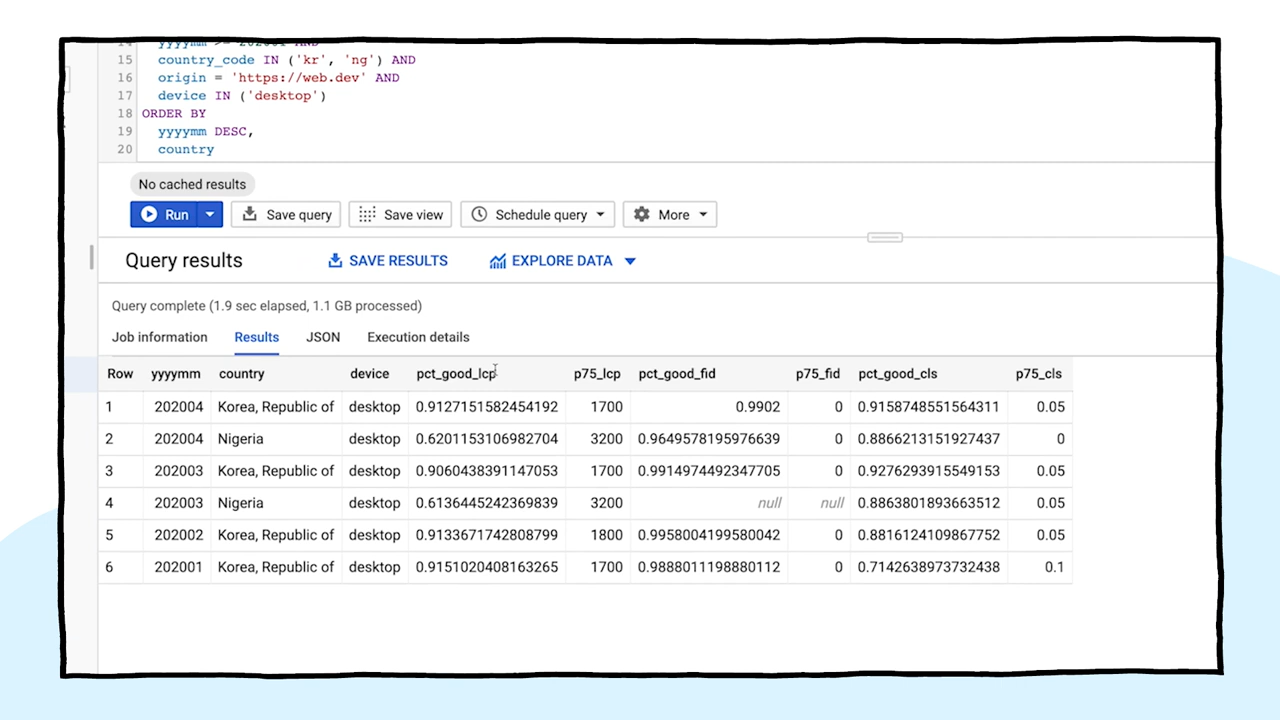 15 country_code IN ('kr', 'ng') AND
16 origin = 'https://web.dev' AND
17 device IN ('desktop')
18 ORDER BY
19 yyyymm DESC,
20 country
No cached results
Run Save query Save view Schedule query More
Query results SAVE RESULTS EXPLORE DATA
Query complete (1.9 sec elapsed, 1.1 GB processed)
Job information Results JSON Execution details
Row yyyymm country device pct_good_lcp p75_lcp pct_good_fid p75_fid pct_good_cls p75_cls
1 202004 Korea, Republic of desktop 0.9127151582454192 1700 0.9902 0 0.9158748551564311 0.05
2 202004 Nigeria desktop 0.6201153106982704 3200 0.9649578195976639 0 0.8866213151927437 0
3 202003 Korea, Republic of desktop 0.9060438391147053 1700 0.9914974492347705 0 0.9276293915549153 0.05
4 202003 Nigeria desktop 0.6136445242369839 3200 null null 0.8863801893663512 0.05
5 202002 Korea, Republic of desktop 0.9133671742808799 1800 0.9958004199580042 0 0.8816124109867752 0.05
6 202001 Korea, Republic of desktop 0.9151020408163265 1700 0.9888011198880112 0 0.7142638973732438 0.1